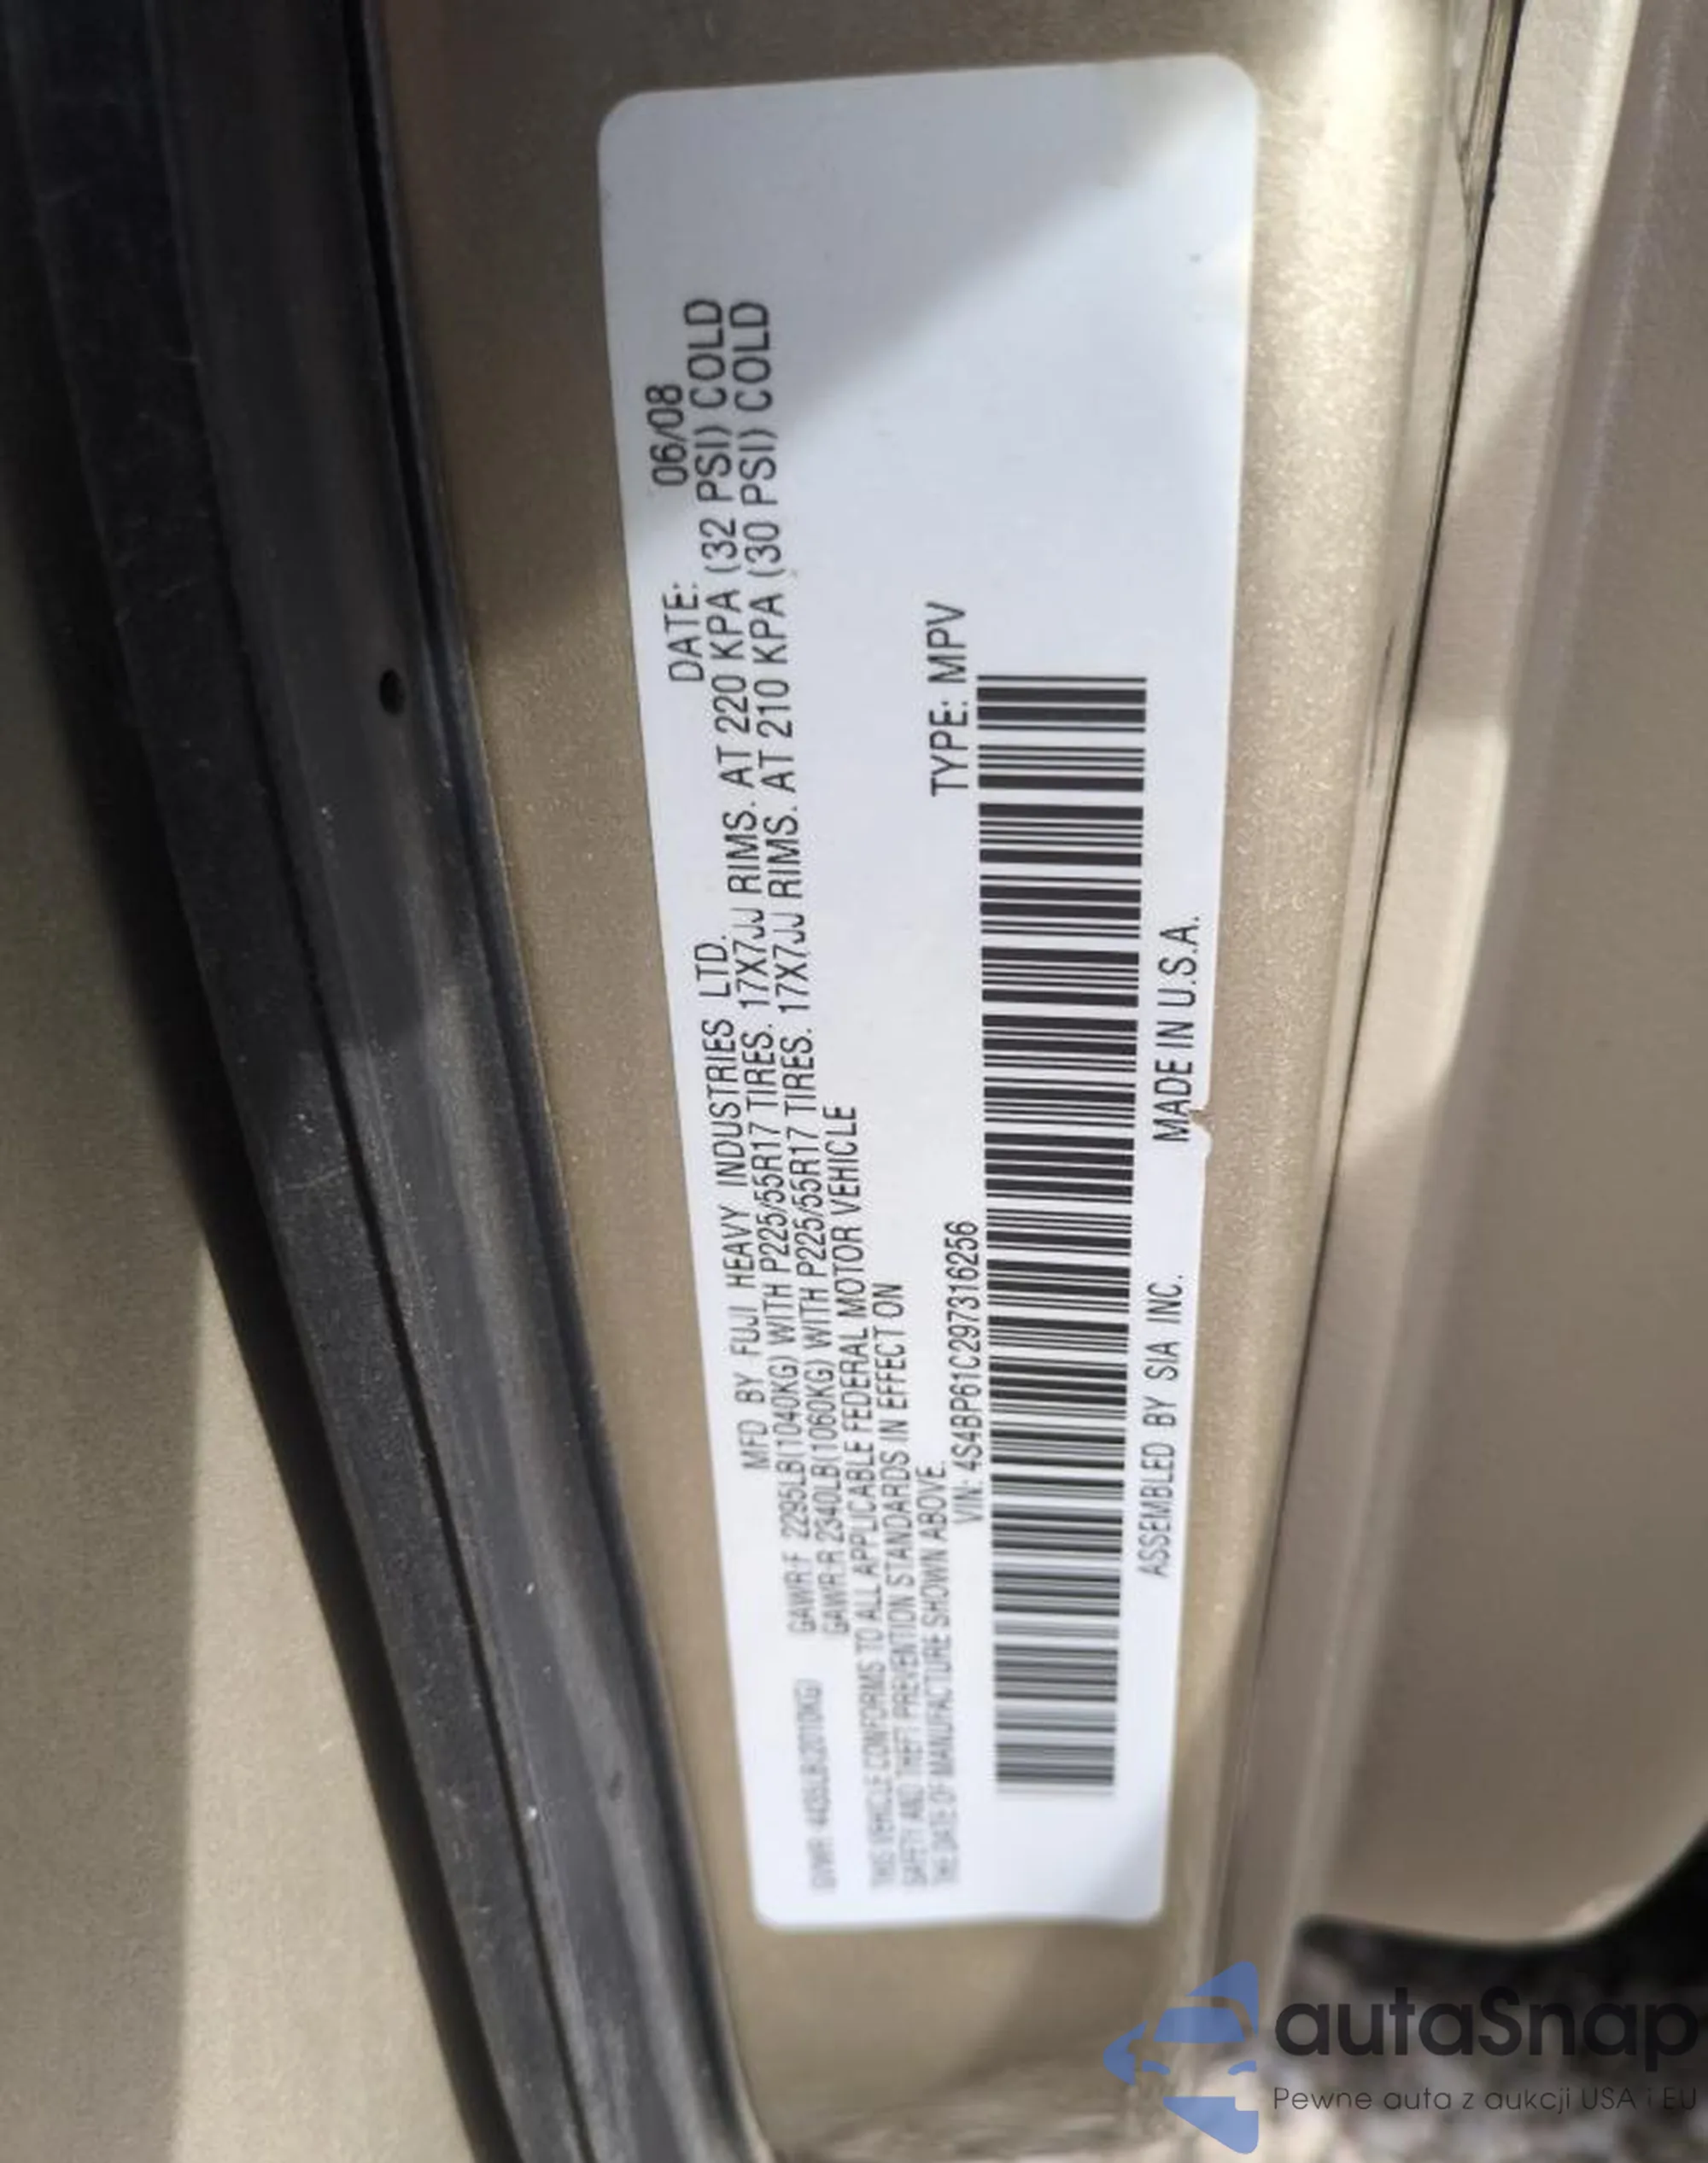 MFD BY FUJI HEAVY INDUSTRIES LTD. DATE: 06/08
GVWR 4435LB(2010KG) GAWR:F 2295LB(1040KG) WITH P225/55R17 TIRES. 17X7JJ RIMS. AT 220 KPA (32 PSI) COLD
GAWR:R 2340LB(1060KG) WITH P225/55R17 TIRES. 17X7JJ RIMS. AT 210 KPA (30 PSI) COLD
THIS VEHICLE CONFORMS TO ALL APPLICABLE FEDERAL MOTOR VEHICLE
SAFETY AND THEFT PREVENTION STANDARDS IN EFFECT ON
THE DATE OF MANUFACTURE SHOWN ABOVE.
VIN: 4S4BP61C297316256 TYPE: MPV
ASSEMBLED BY SIA INC. MADE IN U.S.A.
autaSnap
Pewne auta z aukcji USA i EU